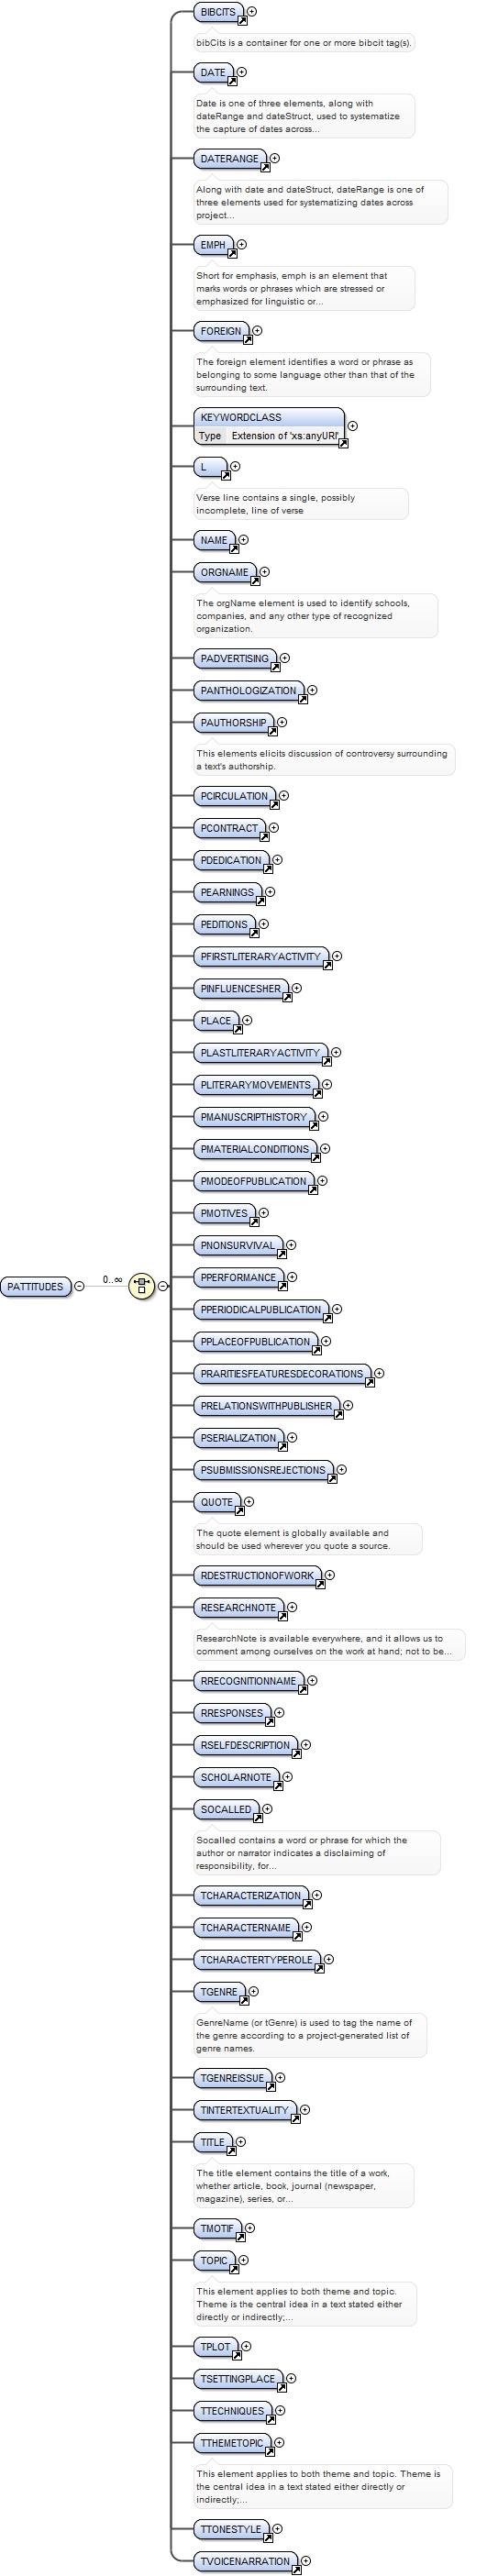 BIBCITS
bibCits is a container for one or more bibcit tag(s).
DATE
Date is one of three elements, along with
dateRange and dateStruct, used to systematize
the capture of dates across...
DATERANGE
Along with date and dateStruct, dateRange is one of
three elements used for systematizing dates across
project...
EMPH
Short for emphasis, emph is an element that
marks words or phrases which are stressed or
emphasized for linguistic or...
FOREIGN
The foreign element identifies a word or phrase as
belonging to some language other than that of the
surrounding text.
KEYWORDCLASS
Type Extension of 'xs:anyURI'
L
Verse line contains a single, possibly
incomplete, line of verse
NAME
ORGNAME
The orgName element is used to identify schools,
companies, and any other type of recognized
organization.
PADVERTISING
PANTHOLOGIZATION
PAUTHORSHIP
This elements elicits discussion of controversy surrounding
a text's authorship.
PCIRCULATION
PCONTRACT
PDEDICATION
PEARNINGS
PEDITIONS
PFIRSTLITERARYACTIVITY
PINFLUENCESHER
PLACE
PLASTLITERARYACTIVITY
PLITERARYMOVEMENTS
PMANUSCRIPTHISTORY
PMATERIALCONDITIONS
PMODEOFPUBLICATION
PMOTIVES
PNONSURVIVAL
PPERFORMANCE
PATTITUDES 0..∞
PPERIODICALPUBLICATION
PPLACEOFPUBLICATION
PRARITIESFEATURESDECORATIONS
PRELATIONSWITHPUBLISHER
PSERIALIZATION
PSUBMISSIONSREJECTIONS
QUOTE
The quote element is globally available and
should be used wherever you quote a source.
RDESTRUCTIONOFWORK
RESEARCHNOTE
ResearchNote is available everywhere, and it allows us to
comment among ourselves on the work at hand; not to be...
RRECOGNITIONNAME
RRESPONSES
RSELFDESCRIPTION
SCHOLARNOTE
SOCALLED
Socalled contains a word or phrase for which the
author or narrator indicates a disclaiming of
responsibility, for...
TCHARACTERIZATION
TCHARACTERNAME
TCHARACTERTYPEROLE
TGENRE
GenreName (or tGenre) is used to tag the name of
the genre according to a project-generated list of
genre names.
TGENREISSUE
TINTERTEXTUALITY
TITLE
The title element contains the title of a work,
whether article, book, journal (newspaper,
magazine), series, or...
TMOTIF
TOPIC
This element applies to both theme and topic.
Theme is the central idea in a text stated either
directly or indirectly;...
TPLOT
TSETTINGPLACE
TTECHNIQUES
TTHEMETOPIC
This element applies to both theme and topic. Theme is
the central idea in a text stated either directly or
indirectly;...
TTONESTYLE
TVOICENARRATION